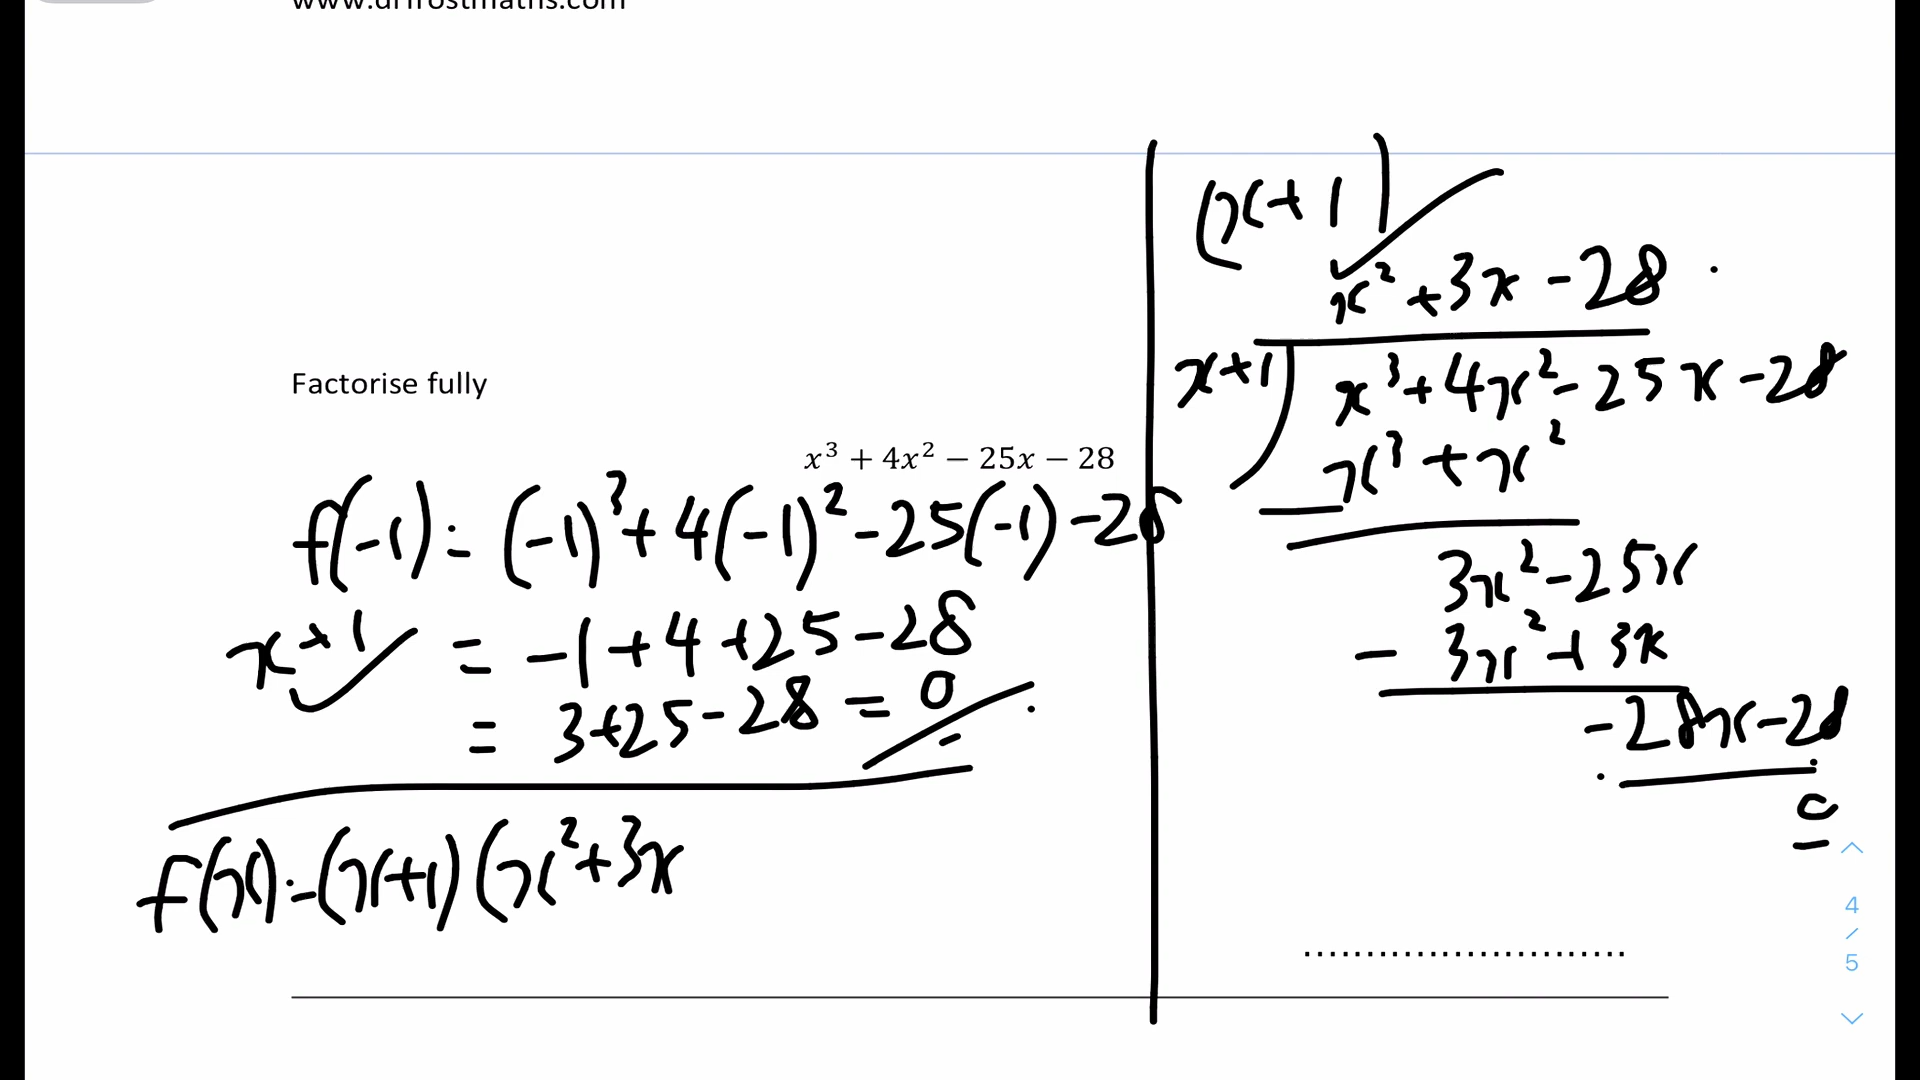 www.drfrostmaths.com
Factorise fully
x³ + 4x² − 25x − 28
f(-1) = (-1)³ + 4(-1)² - 25(-1) - 28
x+1 = -1 + 4 + 25 - 28
= 3 + 25 - 28 = 0
f(x) = (x+1)(x² + 3x
(x+1)
x² + 3x - 28
x+1 x³ + 4x² - 25x - 28
x³ + x²
3x² - 25x
- 3x² + 3x
-28x - 28
0
4
/
5